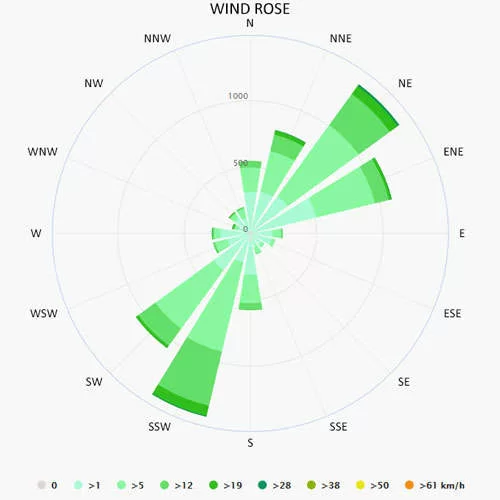 WIND ROSE
N
NNW
NNE
NW
NE
1000
WNW
ENE
500
W
0
E
WSW
ESE
SW
SE
SSW
SSE
S
0 >1 >5 >12 >19 >28 >38 >50 >61 km/h